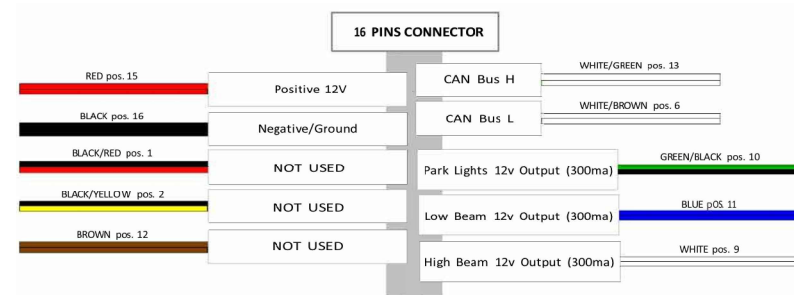 16 PINS CONNECTOR
RED pos. 15
Positive 12V
BLACK pos. 16
Negative/Ground
BLACK/RED pos. 1
NOT USED
BLACK/YELLOW pos. 2
NOT USED
BROWN pos. 12
NOT USED
CAN Bus H
WHITE/GREEN pos. 13
CAN Bus L
WHITE/BROWN pos. 6
Park Lights 12v Output (300ma)
GREEN/BLACK pos. 10
Low Beam 12v Output (300ma)
BLUE pos. 11
High Beam 12v Output (300ma)
WHITE pos. 9